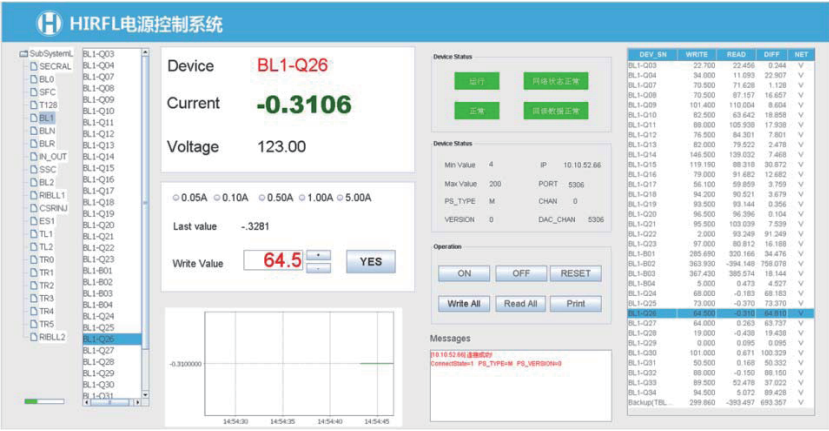 HIRFL电源控制系统
SubSystemL
SECRAL
BL0
SFC
T128
BL1
BLN
BLR
IN_OUT
SSC
BL2
RIBLL1
CSRINJ
ES1
TL1
TL2
TR0
TR1
TR2
TR3
TR4
TR5
RIBLL2
BL1-Q03
BL1-Q04
BL1-Q07
BL1-Q08
BL1-Q09
BL1-Q10
BL1-Q11
BL1-Q12
BL1-Q13
BL1-Q14
BL1-Q15
BL1-Q16
BL1-Q17
BL1-Q18
BL1-Q19
BL1-Q20
BL1-Q21
BL1-Q22
BL1-Q23
BL1-B01
BL1-B02
BL1-B03
BL1-B04
BL1-Q24
BL1-Q25
BL1-Q26
BL1-Q27
BL1-Q28
BL1-Q29
BL1-Q30
BL1-Q31
Device BL1-Q26
Current -0.3106
Voltage 123.00
0.05A 0.10A 0.50A 1.00A 5.00A
Last value -.3281
Write Value 64.5 + - YES
-0.3100000
14:54:30 14:54:35 14:54:40 14:54:45
Device Status
运行 网络状态正常
正常 回读数据正常
Device Status
Min Value 4 IP 10.10.52.66
Max Value 200 PORT 5306
PS_TYPE M CHAN 0
VERSION 0 DAC_CHAN 5306
Operation
ON OFF RESET
Write All Read All Print
Messages
[10.10.52.66] 连接成功!
ConnectState=1 PS_TYPE=M PS_VERSION=0
DEV_SN WRITE READ DIFF NET
BL1-Q03 22.700 22.456 0.244 V
BL1-Q04 34.000 11.093 22.907 V
BL1-Q07 70.500 71.628 1.128 V
BL1-Q08 70.500 87.157 16.657 V
BL1-Q09 101.400 110.004 8.604 V
BL1-Q10 82.500 63.642 18.858 V
BL1-Q11 88.000 105.938 17.938 V
BL1-Q12 76.500 84.301 7.801 V
BL1-Q13 82.000 79.522 2.478 V
BL1-Q14 146.500 139.032 7.468 V
BL1-Q15 119.190 88.318 30.872 V
BL1-Q16 79.000 91.682 12.682 V
BL1-Q17 56.100 59.859 3.759 V
BL1-Q18 94.200 90.521 3.679 V
BL1-Q19 93.500 93.144 0.356 V
BL1-Q20 96.500 96.396 0.104 V
BL1-Q21 95.500 103.039 7.539 V
BL1-Q22 2.000 93.249 91.249 V
BL1-Q23 97.000 80.812 16.188 V
BL1-B01 285.690 320.166 34.476 V
BL1-B02 363.930 -394.148 758.078 V
BL1-B03 367.430 385.574 18.144 V
BL1-B04 5.000 0.473 4.527 V
BL1-Q24 68.000 -0.183 68.183 V
BL1-Q25 73.000 -0.370 73.370 V
BL1-Q26 64.500 -0.310 64.810 V
BL1-Q27 64.000 0.263 63.737 V
BL1-Q28 19.000 -0.438 19.438 V
BL1-Q29 0.000 0.095 0.095 V
BL1-Q30 101.000 0.671 100.329 V
BL1-Q31 50.500 0.168 50.332 V
BL1-Q32 88.000 -0.150 88.150 V
BL1-Q33 89.500 52.478 37.022 V
BL1-Q34 94.500 5.072 89.428 V
Backup(TBL... 299.860 -393.497 693.357 V